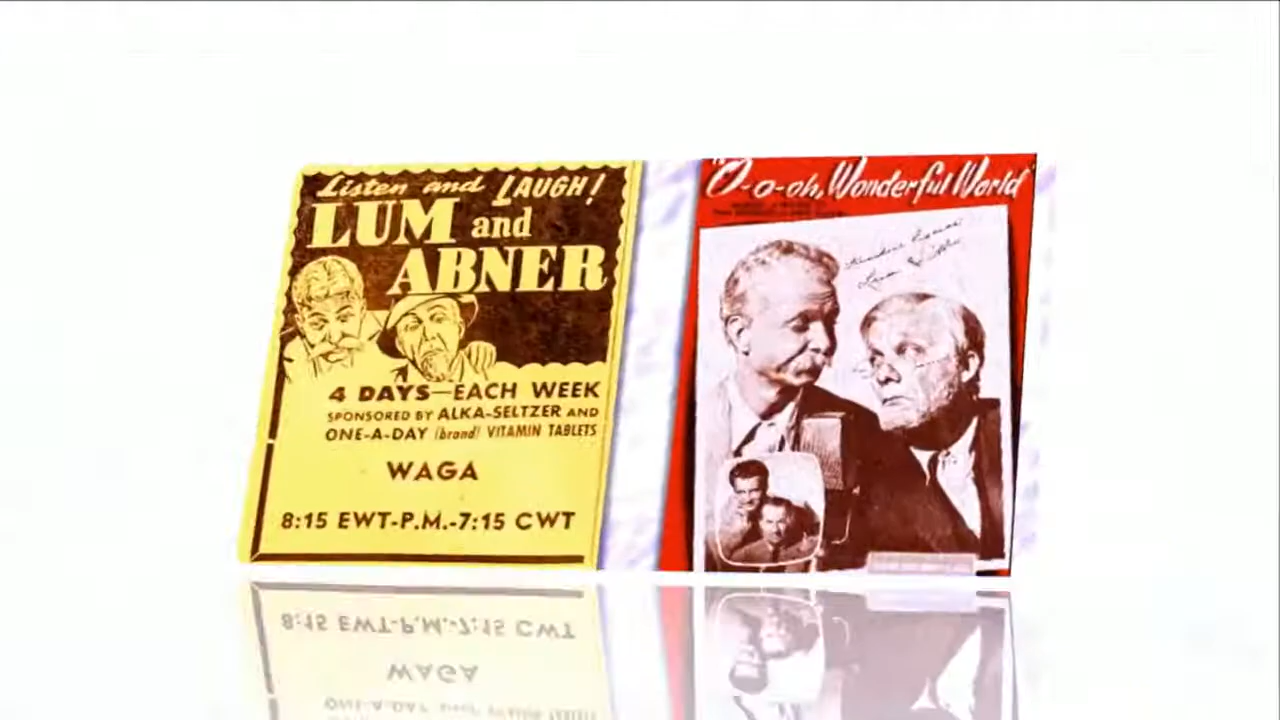 Listen and LAUGH!
LUM and
ABNER
4 DAYS—EACH WEEK
SPONSORED BY ALKA-SELTZER AND
ONE-A-DAY (brand) VITAMIN TABLETS
WAGA
8:15 EWT-P.M.-7:15 CWT
"O-o-oh, Wonderful World